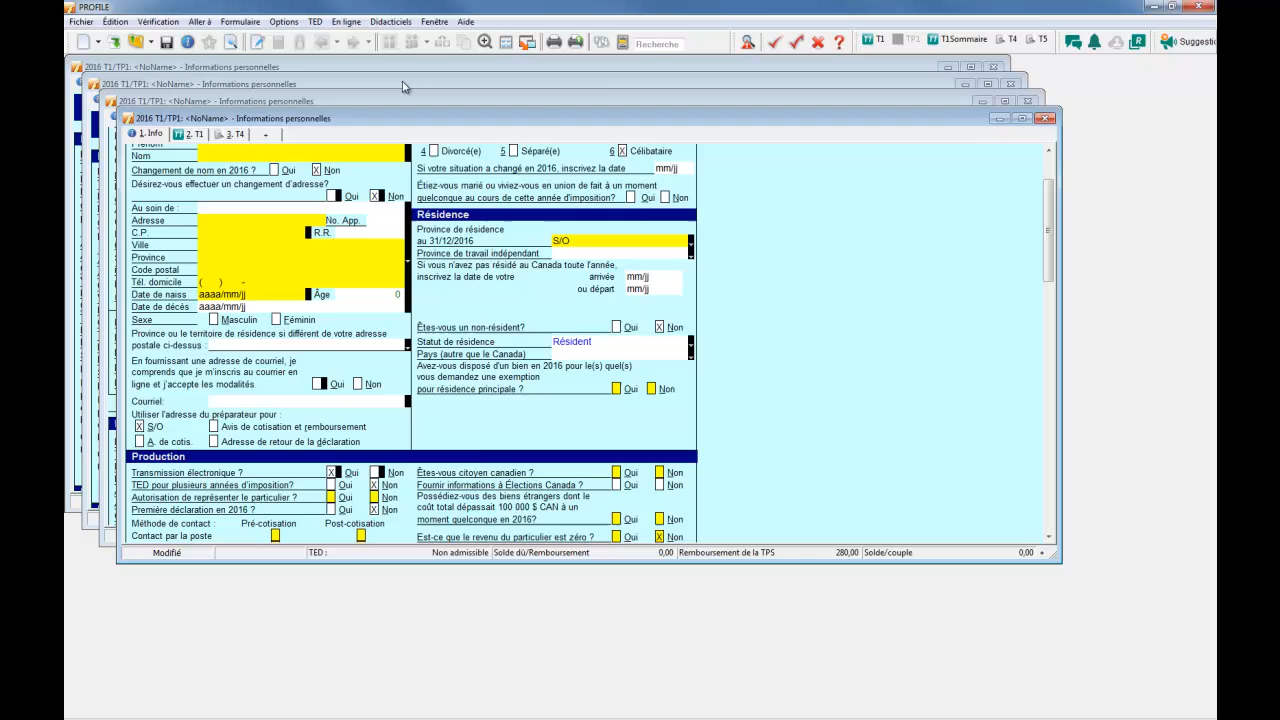 PROFILE
Fichier Édition Vérification Aller à Formulaire Options TED En ligne Didacticiels Fenêtre Aide
Recherche T1 TP1 T1Sommaire T4 T5 R Suggestio
2016 T1/TP1: <NoName> - Informations personnelles
2016 T1/TP1: <NoName> - Informations personnelles
2016 T1/TP1: <NoName> - Informations personnelles
2016 T1/TP1: <NoName> - Informations personnelles
1. Info 2. T1 3. T4 +
Prénom
Nom
Changement de nom en 2016 ? Oui X Non
Désirez-vous effectuer un changement d'adresse?
Oui X Non
Au soin de :
Adresse No. App.
C.P. R.R.
Ville
Province
Code postal
Tél. domicile ( ) -
Date de naiss aaaa/mm/jj Âge 0
Date de décès aaaa/mm/jj
Sexe Masculin Féminin
Province ou le territoire de résidence si différent de votre adresse
postale ci-dessus :
En fournissant une adresse de courriel, je
comprends que je m'inscris au courrier en
ligne et j'accepte les modalités. Oui Non
Courriel:
Utiliser l'adresse du préparateur pour :
X S/O Avis de cotisation et remboursement
A. de cotis. Adresse de retour de la déclaration
4 Divorcé(e) 5 Séparé(e) 6 X Célibataire
Si votre situation a changé en 2016, inscrivez la date mm/jj
Étiez-vous marié ou viviez-vous en union de fait à un moment
quelconque au cours de cette année d'imposition? Oui Non
Résidence
Province de résidence
au 31/12/2016 S/O
Province de travail indépendant
Si vous n'avez pas résidé au Canada toute l'année,
inscrivez la date de votre arrivée mm/jj
ou départ mm/jj
Êtes-vous un non-résident? Oui X Non
Statut de résidence Résident
Pays (autre que le Canada)
Avez-vous disposé d'un bien en 2016 pour le(s) quel(s)
vous demandez une exemption
pour résidence principale ? Oui Non
Production
Transmission électronique ? X Oui Non
TED pour plusieurs années d'imposition? Oui X Non
Autorisation de représenter le particulier ? Oui Non
Première déclaration en 2016 ? Oui X Non
Méthode de contact : Pré-cotisation Post-cotisation
Contact par la poste
Êtes-vous citoyen canadien ? Oui Non
Fournir informations à Élections Canada ? Oui Non
Possédiez-vous des biens étrangers dont le
coût total dépassait 100 000 $ CAN à un
moment quelconque en 2016? Oui Non
Est-ce que le revenu du particulier est zéro ? Oui X Non
Modifié TED : Non admissible Solde dû/Remboursement 0,00 Remboursement de la TPS 280,00 Solde/couple 0,00